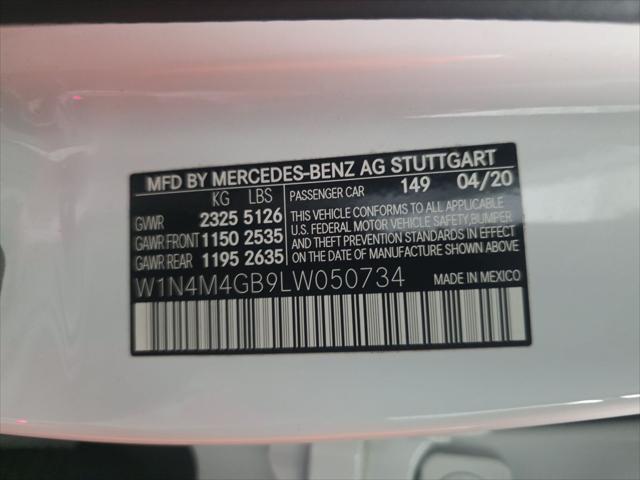 MFD BY MERCEDES-BENZ AG STUTTGART
KG LBS PASSENGER CAR 149 04/20
GVWR 2325 5126
GAWR FRONT 1150 2535
GAWR REAR 1195 2635
THIS VEHICLE CONFORMS TO ALL APPLICABLE
U.S. FEDERAL MOTOR VEHICLE SAFETY, BUMPER
AND THEFT PREVENTION STANDARDS IN EFFECT
ON THE DATE OF MANUFACTURE SHOWN ABOVE.
W1N4M4GB9LW050734 MADE IN MEXICO